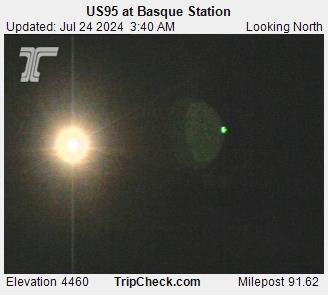 US95 at Basque Station
Updated: Jul 24 2024 3:40 AM Looking North
Elevation 4460 TripCheck.com Milepost 91.62